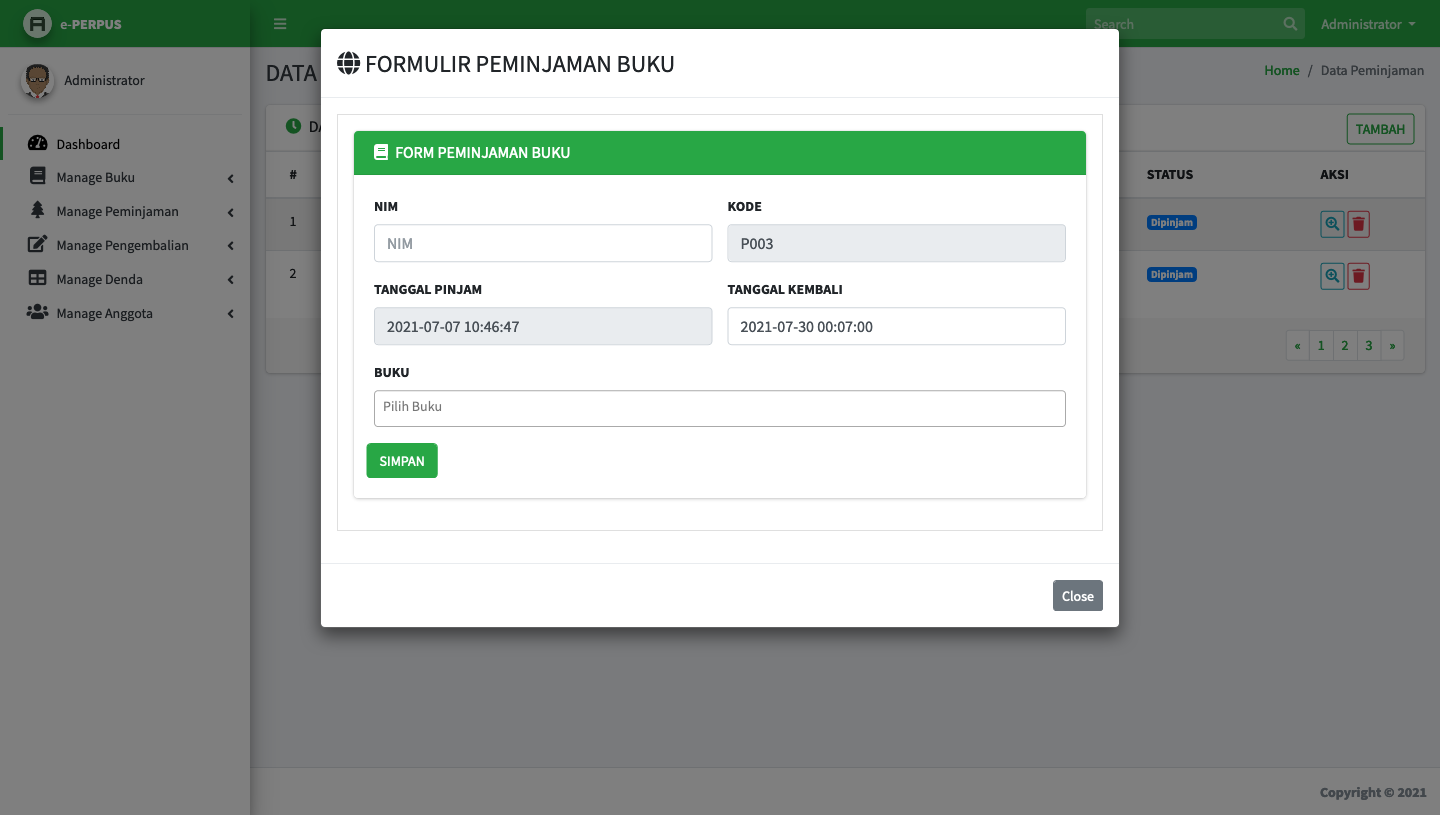 e-PERPUS
Search
Administrator
Administrator
Dashboard
Manage Buku
Manage Peminjaman
Manage Pengembalian
Manage Denda
Manage Anggota
DATA
Home / Data Peminjaman
TAMBAH
# STATUS AKSI
1 Dipinjam
2 Dipinjam
« 1 2 3 »
FORMULIR PEMINJAMAN BUKU
FORM PEMINJAMAN BUKU
NIM KODE
NIM P003
TANGGAL PINJAM TANGGAL KEMBALI
2021-07-07 10:46:47 2021-07-30 00:07:00
BUKU
Pilih Buku
SIMPAN
Close
Copyright © 2021